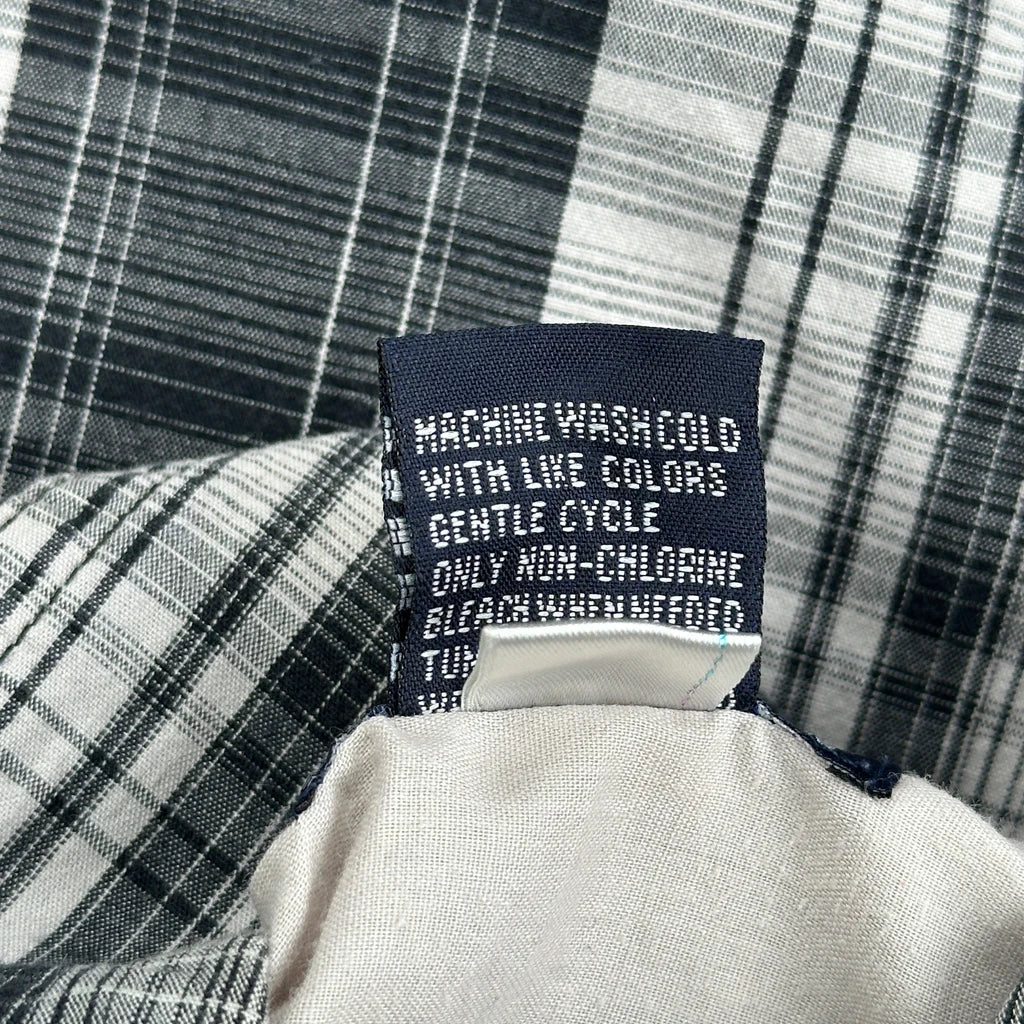 MACHINE WASH COLD
WITH LIKE COLORS
GENTLE CYCLE
ONLY NON-CHLORINE
BLEACH WHEN NEEDED